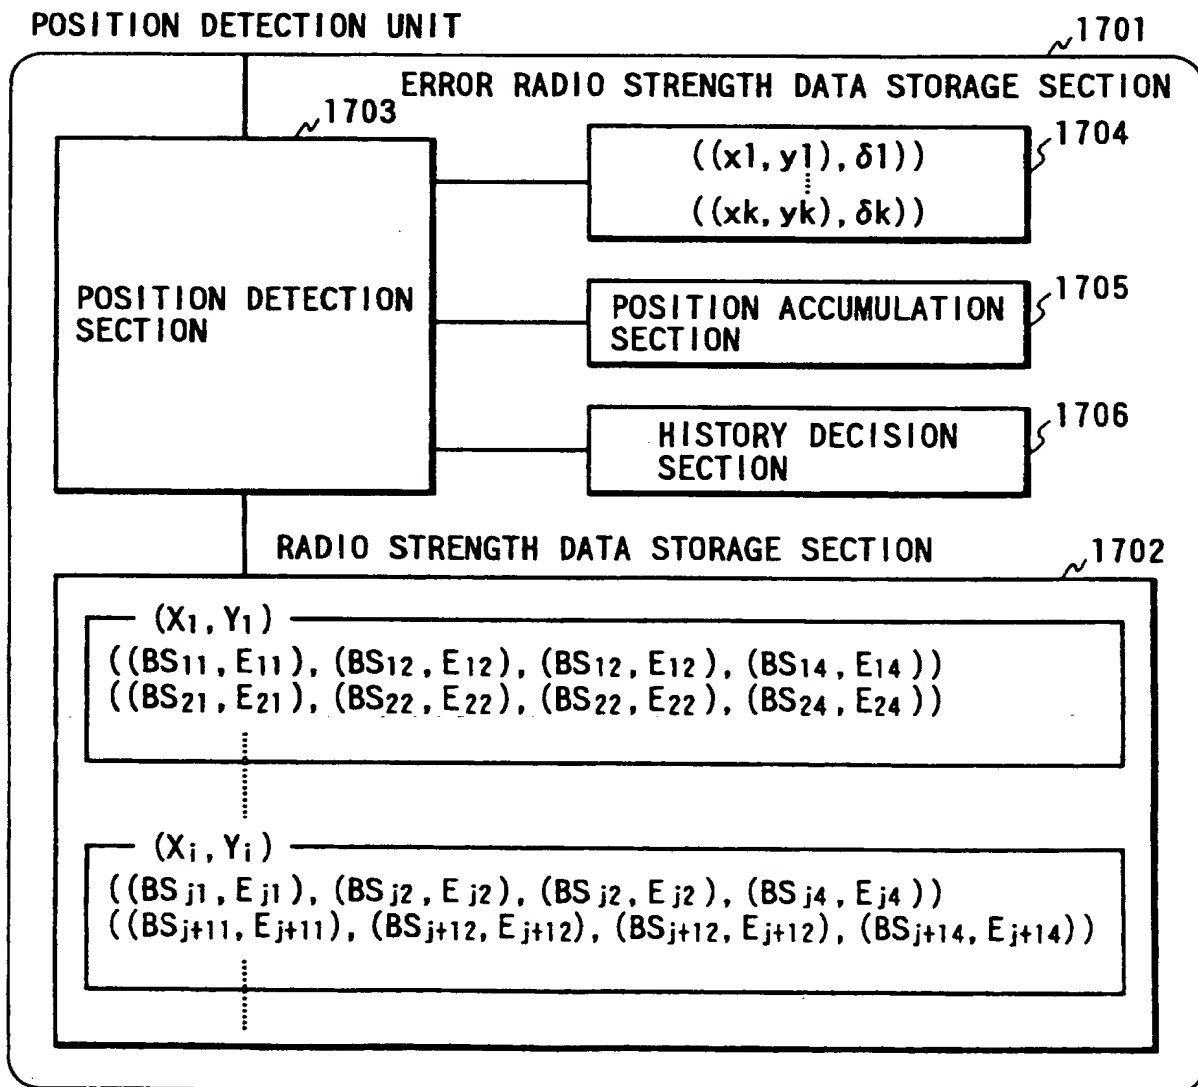 POSITION DETECTION UNIT
1701
ERROR RADIO STRENGTH DATA STORAGE SECTION
1703
1704
((x1, y1), δ1))
((xk, yk), δk))
POSITION DETECTION
SECTION
1705
POSITION ACCUMULATION
SECTION
1706
HISTORY DECISION
SECTION
RADIO STRENGTH DATA STORAGE SECTION
1702
(X1, Y1)
((BS11, E11), (BS12, E12), (BS12, E12), (BS14, E14))
((BS21, E21), (BS22, E22), (BS22, E22), (BS24, E24))
(Xi, Yi)
((BSj1, Ej1), (BSj2, Ej2), (BSj2, Ej2), (BSj4, Ej4))
((BSj+11, Ej+11), (BSj+12, Ej+12), (BSj+12, Ej+12), (BSj+14, Ej+14))